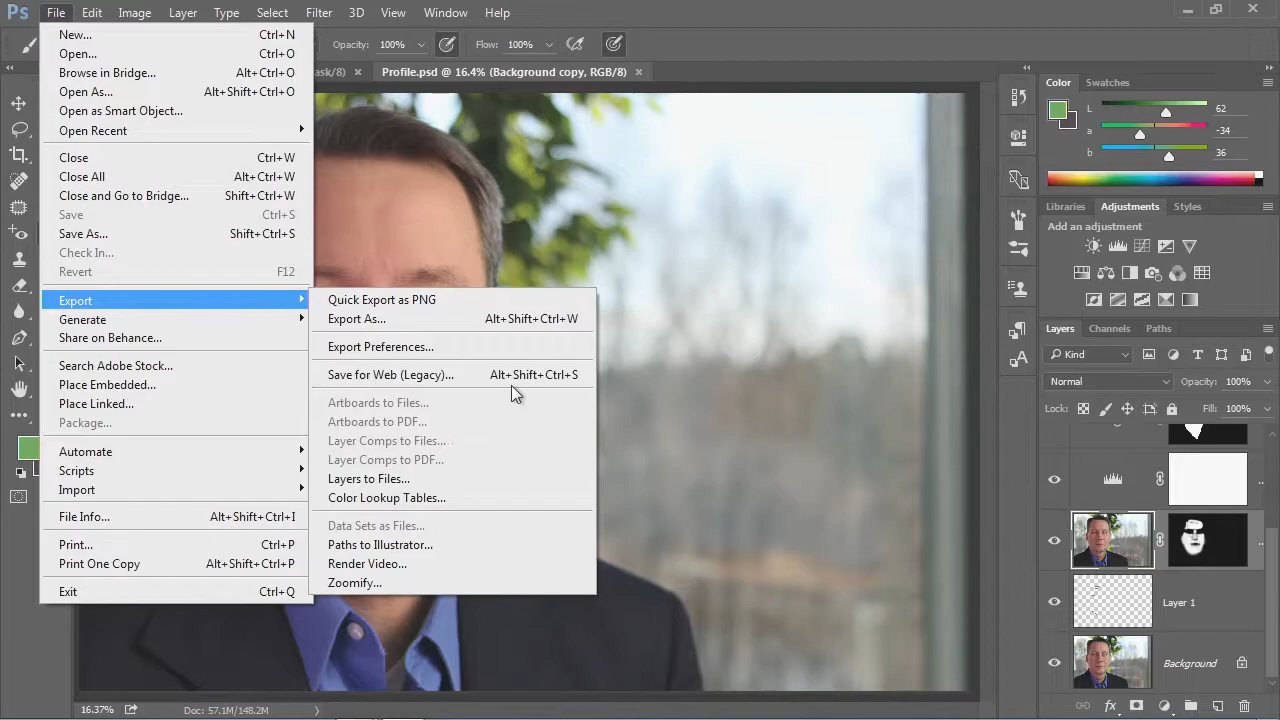 Ps File Edit Image Layer Type Select Filter 3D View Window Help
Opacity: 100% Flow: 100%
ask/8) × Profile.psd @ 16.4% (Background copy, RGB/8) ×
New... Ctrl+N
Open... Ctrl+O
Browse in Bridge... Alt+Ctrl+O
Open As... Alt+Shift+Ctrl+O
Open as Smart Object...
Open Recent
Close Ctrl+W
Close All Alt+Ctrl+W
Close and Go to Bridge... Shift+Ctrl+W
Save Ctrl+S
Save As... Shift+Ctrl+S
Check In...
Revert F12
Export
Generate
Share on Behance...
Search Adobe Stock...
Place Embedded...
Place Linked...
Package...
Automate
Scripts
Import
File Info... Alt+Shift+Ctrl+I
Print... Ctrl+P
Print One Copy Alt+Shift+Ctrl+P
Exit Ctrl+Q
Quick Export as PNG
Export As... Alt+Shift+Ctrl+W
Export Preferences...
Save for Web (Legacy)... Alt+Shift+Ctrl+S
Artboards to Files...
Artboards to PDF...
Layer Comps to Files...
Layer Comps to PDF...
Layers to Files...
Color Lookup Tables...
Data Sets as Files...
Paths to Illustrator...
Render Video...
Zoomify...
Color Swatches
L 62
a -34
b 36
Libraries Adjustments Styles
Add an adjustment
Layers Channels Paths
Kind
Normal Opacity: 100%
Lock: Fill: 100%
..
Layer 1
Background
16.37% Doc: 57.1M/148.2M
fx